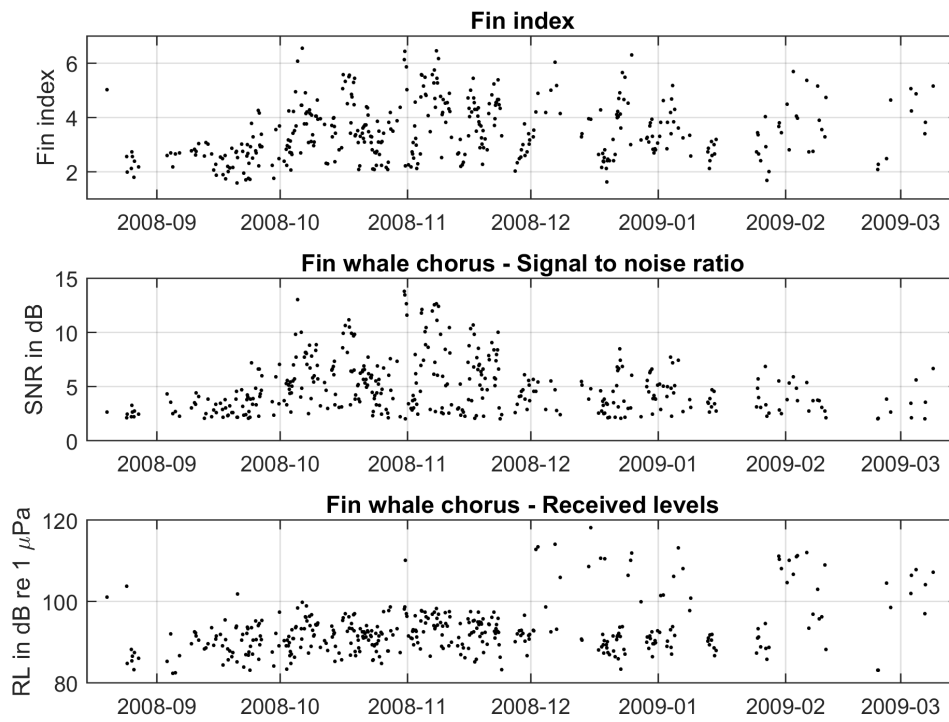 Fin index
Fin index
6
4
2
2008-09 2008-10 2008-11 2008-12 2009-01 2009-02 2009-03
Fin whale chorus - Signal to noise ratio
SNR in dB
15
10
5
0
2008-09 2008-10 2008-11 2008-12 2009-01 2009-02 2009-03
Fin whale chorus - Received levels
RL in dB re 1 μPa
120
100
80
2008-09 2008-10 2008-11 2008-12 2009-01 2009-02 2009-03